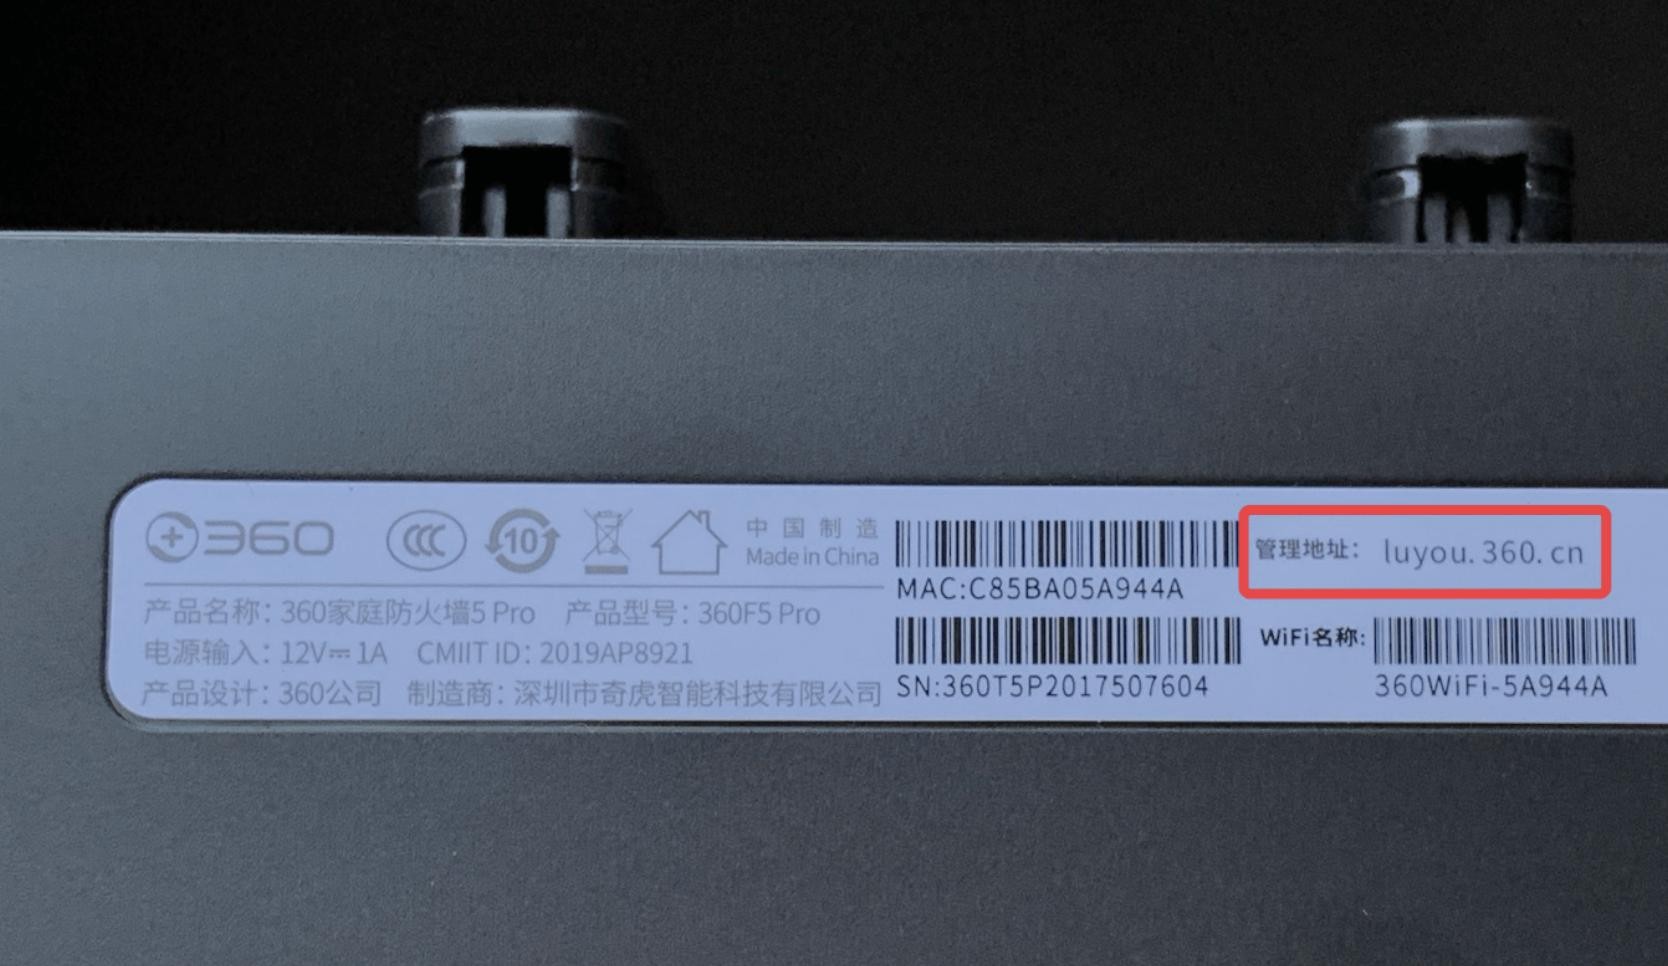 360 10 中国制造
Made in China
产品名称：360家庭防火墙5 Pro 产品型号：360F5 Pro
电源输入：12V⎓1A CMIIT ID：2019AP8921
产品设计：360公司 制造商：深圳市奇虎智能科技有限公司
MAC:C85BA05A944A
SN:360T5P2017507604
管理地址： luyou.360.cn
WiFi名称:
360WiFi-5A944A